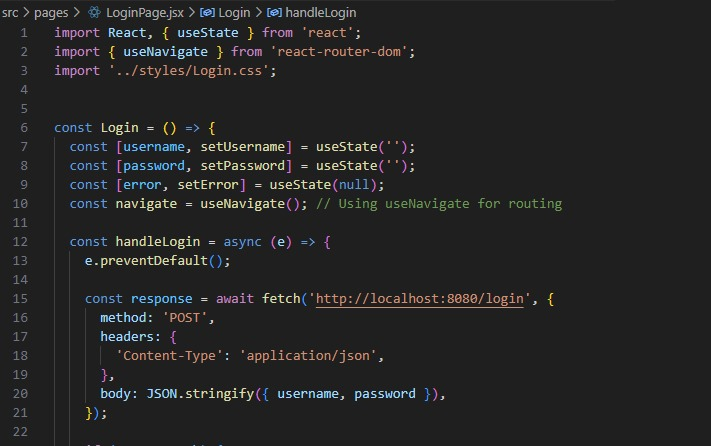 src > pages > LoginPage.jsx > Login > handleLogin
1 import React, { useState } from 'react';
2 import { useNavigate } from 'react-router-dom';
3 import '../styles/Login.css';
4
5
6 const Login = () => {
7   const [username, setUsername] = useState('');
8   const [password, setPassword] = useState('');
9   const [error, setError] = useState(null);
10   const navigate = useNavigate(); // Using useNavigate for routing
11
12   const handleLogin = async (e) => {
13     e.preventDefault();
14
15     const response = await fetch('http://localhost:8080/login', {
16       method: 'POST',
17       headers: {
18         'Content-Type': 'application/json',
19       },
20       body: JSON.stringify({ username, password }),
21     });
22